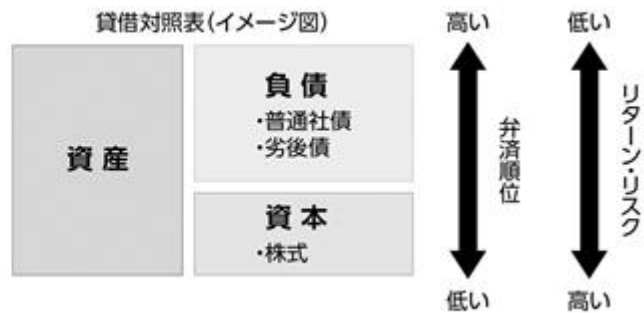 貸借対照表(イメージ図)
高い
低い
資産
負債
・普通社債
・劣後債
資本
・株式
弁済順位
リターン・リスク
低い
高い